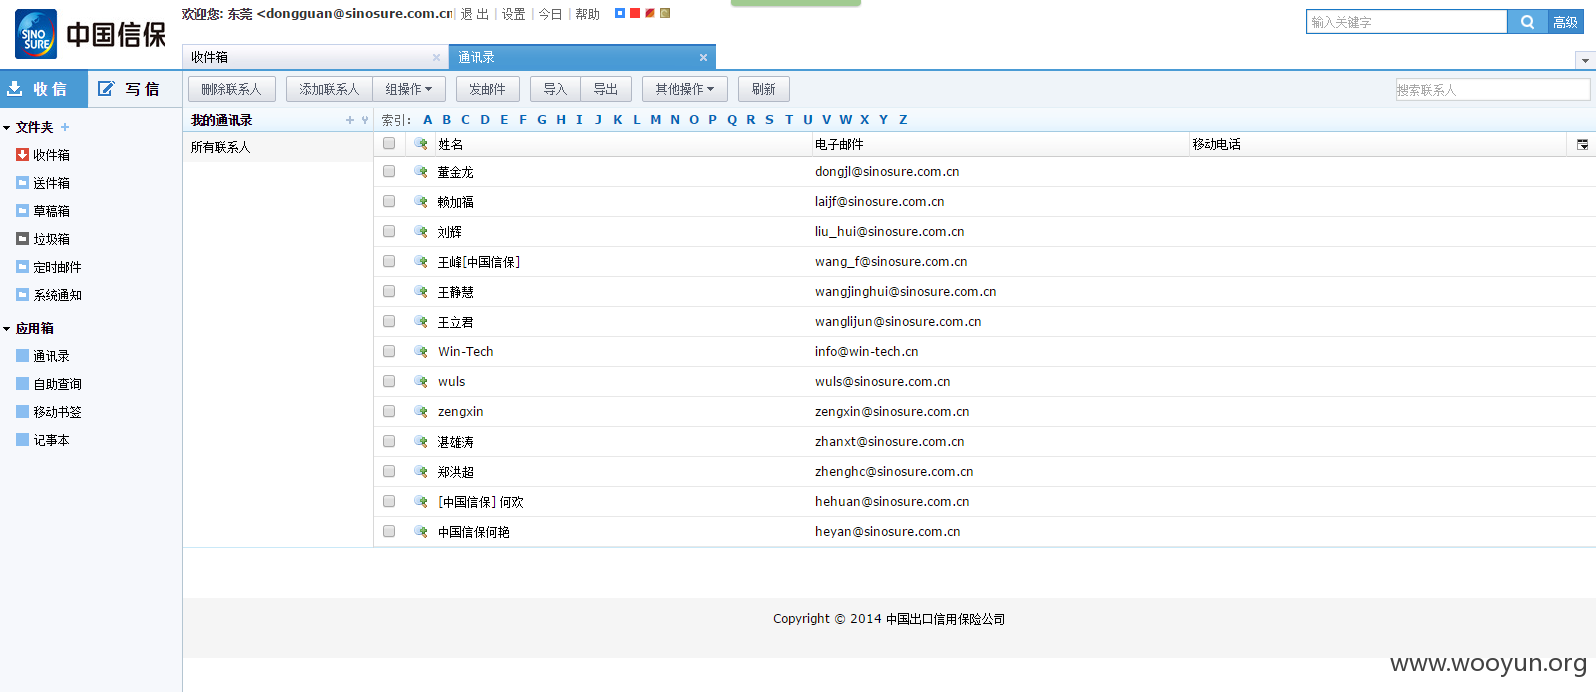 SINO SURE 中国信保
欢迎您: 东莞 <dongguan@sinosure.com.cn 退 出 | 设置 | 今日 | 帮助
输入关键字 高级
收件箱 × 通讯录 ×
收 信 写 信
删除联系人 添加联系人 组操作 发邮件 导入 导出 其他操作 刷新 搜索联系人
文件夹 +
收件箱
送件箱
草稿箱
垃圾箱
定时邮件
系统通知
应用箱
通讯录
自助查询
移动书签
记事本
我的通讯录 +
所有联系人
索引: A B C D E F G H I J K L M N O P Q R S T U V W X Y Z
姓名 电子邮件 移动电话
董金龙 dongjl@sinosure.com.cn
赖加福 laijf@sinosure.com.cn
刘辉 liu_hui@sinosure.com.cn
王峰[中国信保] wang_f@sinosure.com.cn
王静慧 wangjinghui@sinosure.com.cn
王立君 wanglijun@sinosure.com.cn
Win-Tech info@win-tech.cn
wuls wuls@sinosure.com.cn
zengxin zengxin@sinosure.com.cn
湛雄涛 zhanxt@sinosure.com.cn
郑洪超 zhenghc@sinosure.com.cn
[中国信保] 何欢 hehuan@sinosure.com.cn
中国信保何艳 heyan@sinosure.com.cn
Copyright © 2014 中国出口信用保险公司
www.wooyun.org